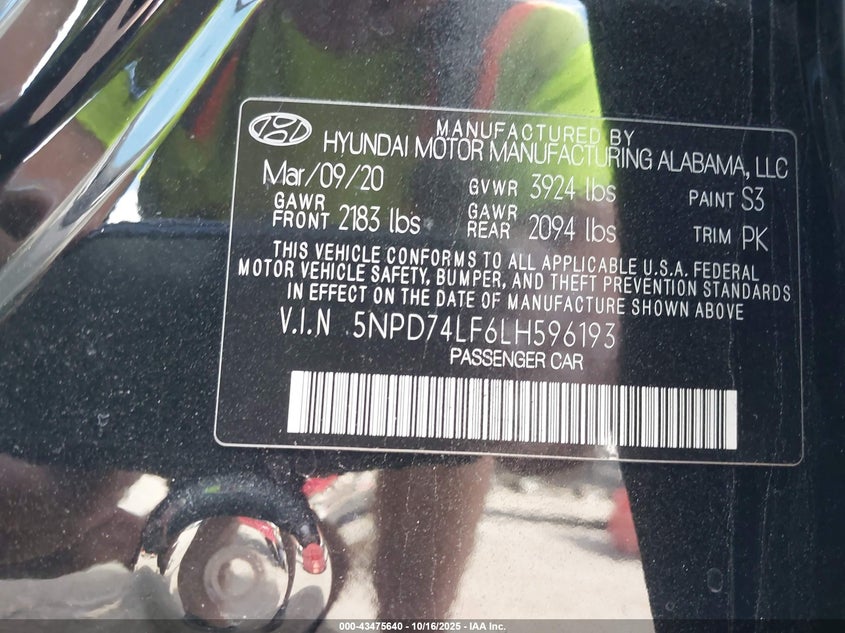 MANUFACTURED BY
HYUNDAI MOTOR MANUFACTURING ALABAMA, LLC
Mar/09/20 GVWR 3924 lbs PAINT S3
GAWR FRONT 2183 lbs GAWR REAR 2094 lbs TRIM PK
THIS VEHICLE CONFORMS TO ALL APPLICABLE U.S.A. FEDERAL
MOTOR VEHICLE SAFETY, BUMPER, AND THEFT PREVENTION STANDARDS
IN EFFECT ON THE DATE OF MANUFACTURE SHOWN ABOVE
V.I.N 5NPD74LF6LH596193
PASSENGER CAR
000-43475640 - 10/16/2025 - IAA Inc.